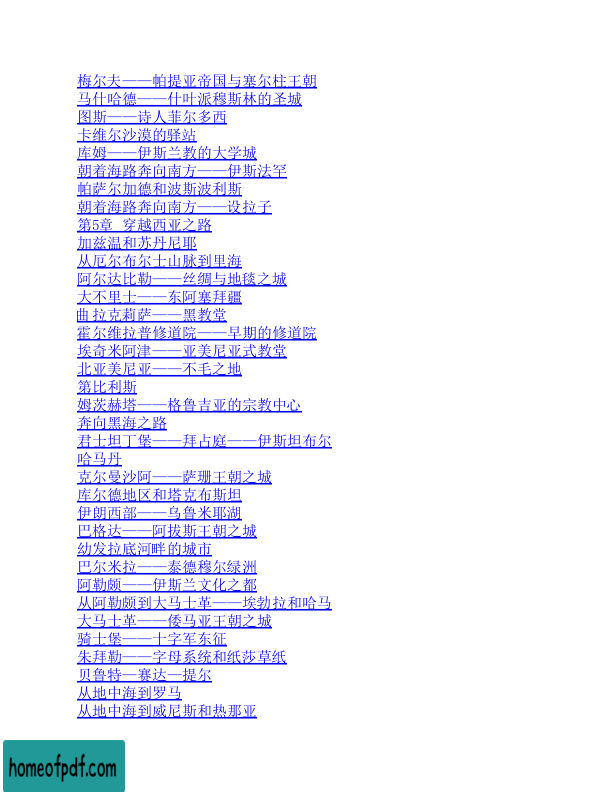 梅尔夫——帕提亚帝国与塞尔柱王朝
马什哈德——什叶派穆斯林的圣城
图斯——诗人菲尔多西
卡维尔沙漠的驿站
库姆——伊斯兰教的大学城
朝着海路奔向南方——伊斯法罕
帕萨尔加德和波斯波利斯
朝着海路奔向南方——设拉子
第5章 穿越西亚之路
加兹温和苏丹尼耶
从厄尔布尔士山脉到里海
阿尔达比勒——丝绸与地毯之城
大不里士——东阿塞拜疆
曲拉克莉萨——黑教堂
霍尔维拉普修道院——早期的修道院
埃奇米阿津——亚美尼亚式教堂
北亚美尼亚——不毛之地
第比利斯
姆茨赫塔——格鲁吉亚的宗教中心
奔向黑海之路
君士坦丁堡——拜占庭——伊斯坦布尔
哈马丹
克尔曼沙阿——萨珊王朝之城
库尔德地区和塔克布斯坦
伊朗西部——乌鲁米耶湖
巴格达——阿拔斯王朝之城
幼发拉底河畔的城市
巴尔米拉——泰德穆尔绿洲
阿勒颇——伊斯兰文化之都
从阿勒颇到大马士革——埃勃拉和哈马
大马士革——倭马亚王朝之城
骑士堡——十字军东征
朱拜勒——字母系统和纸莎草纸
贝鲁特—赛达—提尔
从地中海到罗马
从地中海到威尼斯和热那亚
homeofpdf.com